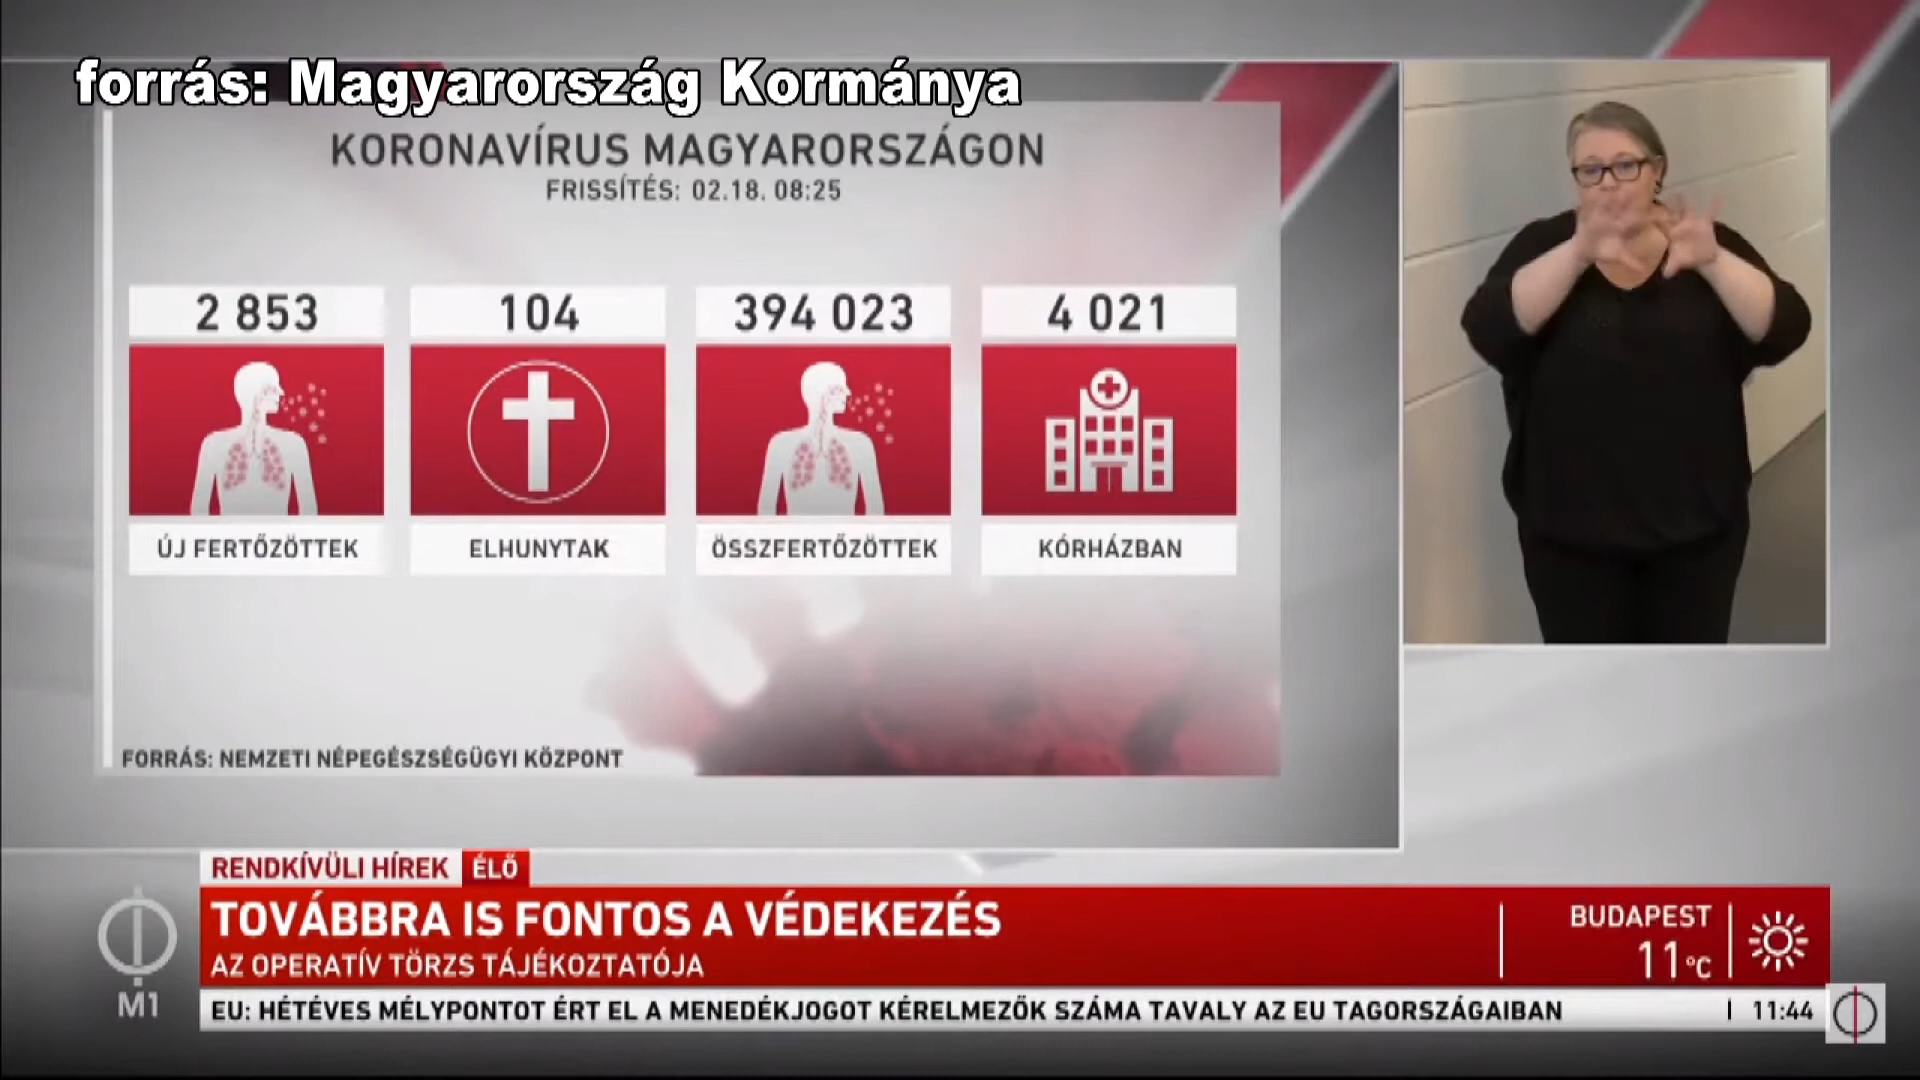 forrás: Magyarország Kormánya
KORONAVÍRUS MAGYARORSZÁGON
FRISSÍTÉS: 02.18. 08:25
2 853
104
394 023
4 021
ÚJ FERTŐZÖTTEK
ELHUNYTAK
ÖSSZFERTŐZÖTTEK
KÓRHÁZBAN
FORRÁS: NEMZETI NÉPEGÉSZSÉGÜGYI KÖZPONT
RENDKÍVÜLI HÍREK ÉLŐ
TOVÁBBRA IS FONTOS A VÉDEKEZÉS
AZ OPERATÍV TÖRZS TÁJÉKOZTATÓJA
BUDAPEST
11°C
M1
EU: HÉTÉVES MÉLYPONTOT ÉRT EL A MENEDÉKJOGOT KÉRELMEZŐK SZÁMA TAVALY AZ EU TAGORSZÁGAIBAN
11:44